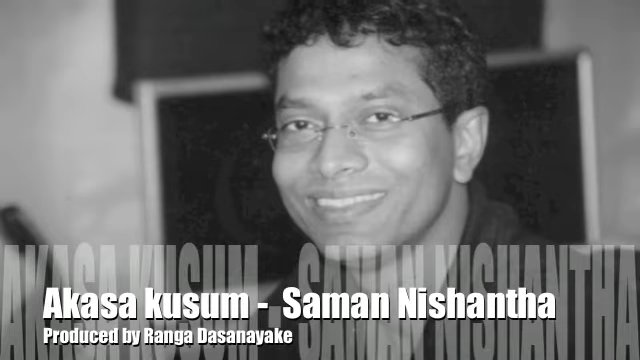 AKASA KUSUM - SAMAN NISHANTHA
Akasa kusum - Saman Nishantha
Produced by Ranga Dasanayake